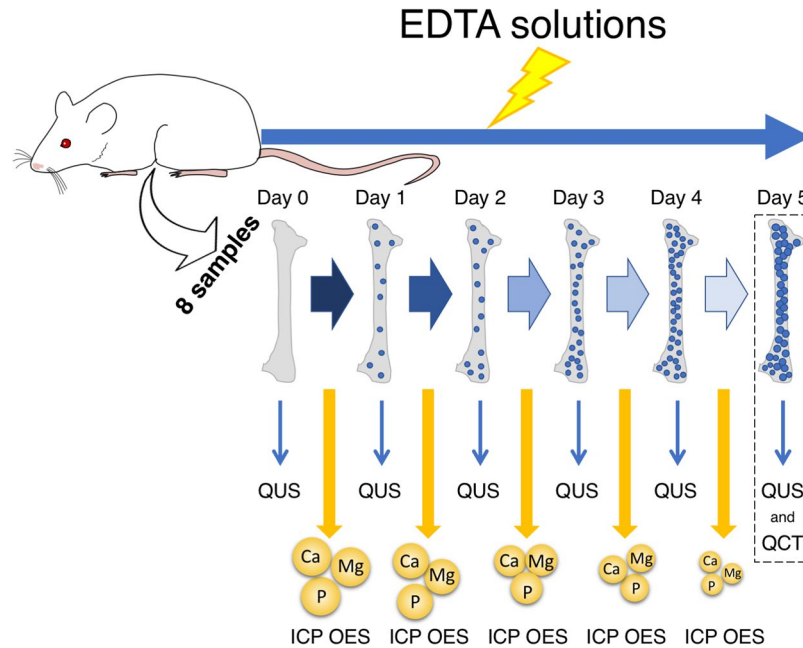 EDTA solutions
Day 0 Day 1 Day 2 Day 3 Day 4 Day 5
8 samples
QUS QUS QUS QUS QUS QUS
and
QCT
Ca Mg P Ca Mg P Ca Mg P Ca Mg P Ca Mg P
ICP OES ICP OES ICP OES ICP OES ICP OES